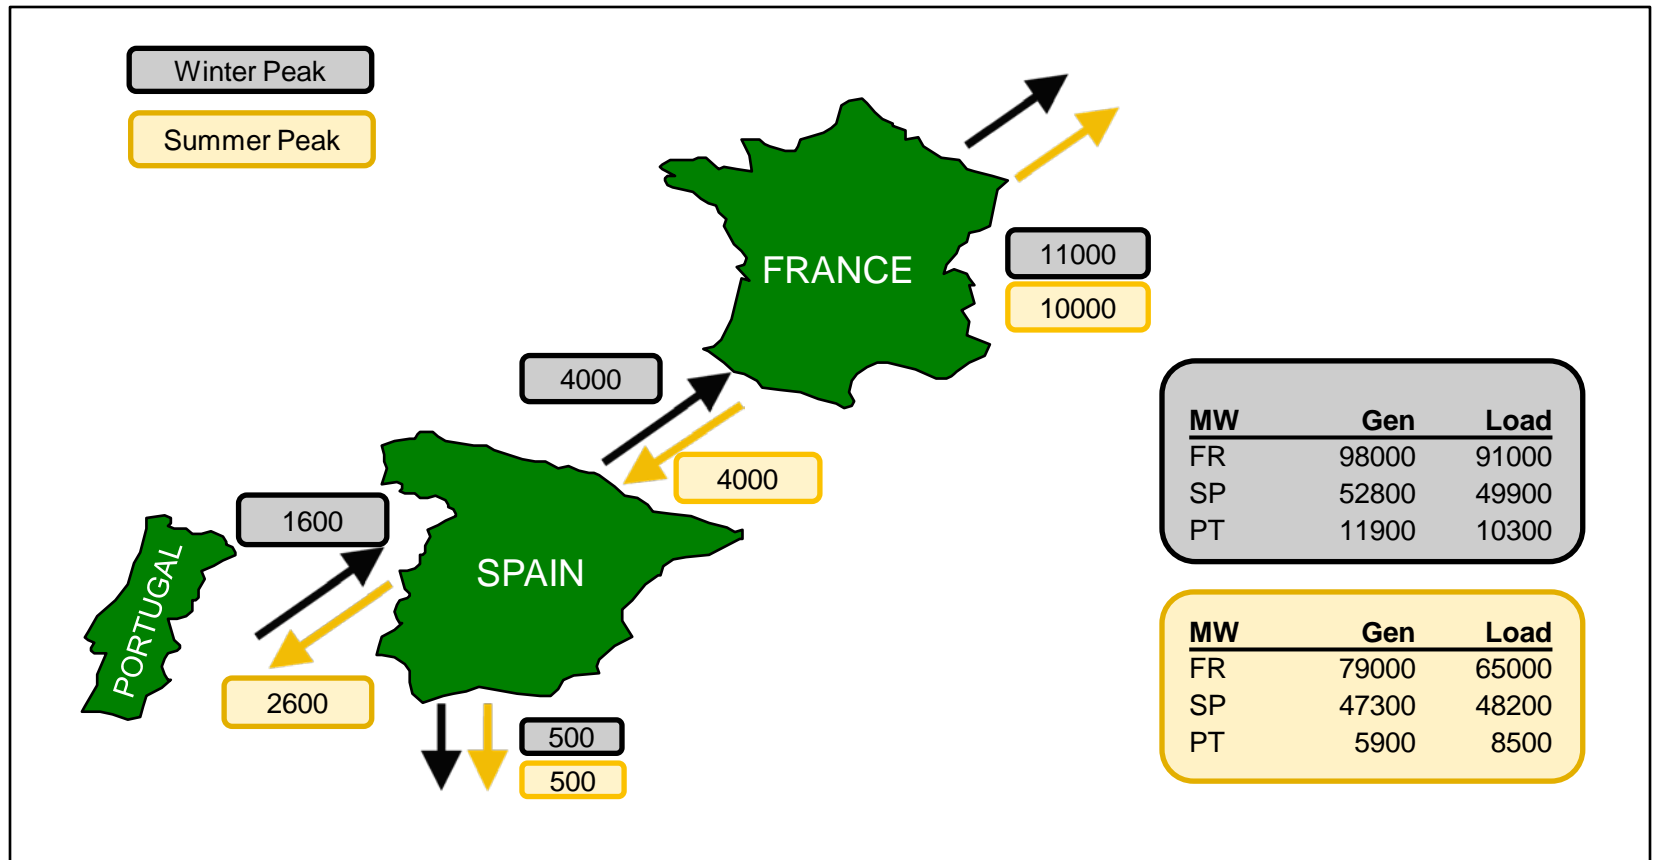 Winter Peak
Summer Peak
FRANCE
11000
10000
4000
4000
MW Gen Load
FR 98000 91000
SP 52800 49900
PT 11900 10300
1600
SPAIN
PORTUGAL
2600
500
500
MW Gen Load
FR 79000 65000
SP 47300 48200
PT 5900 8500